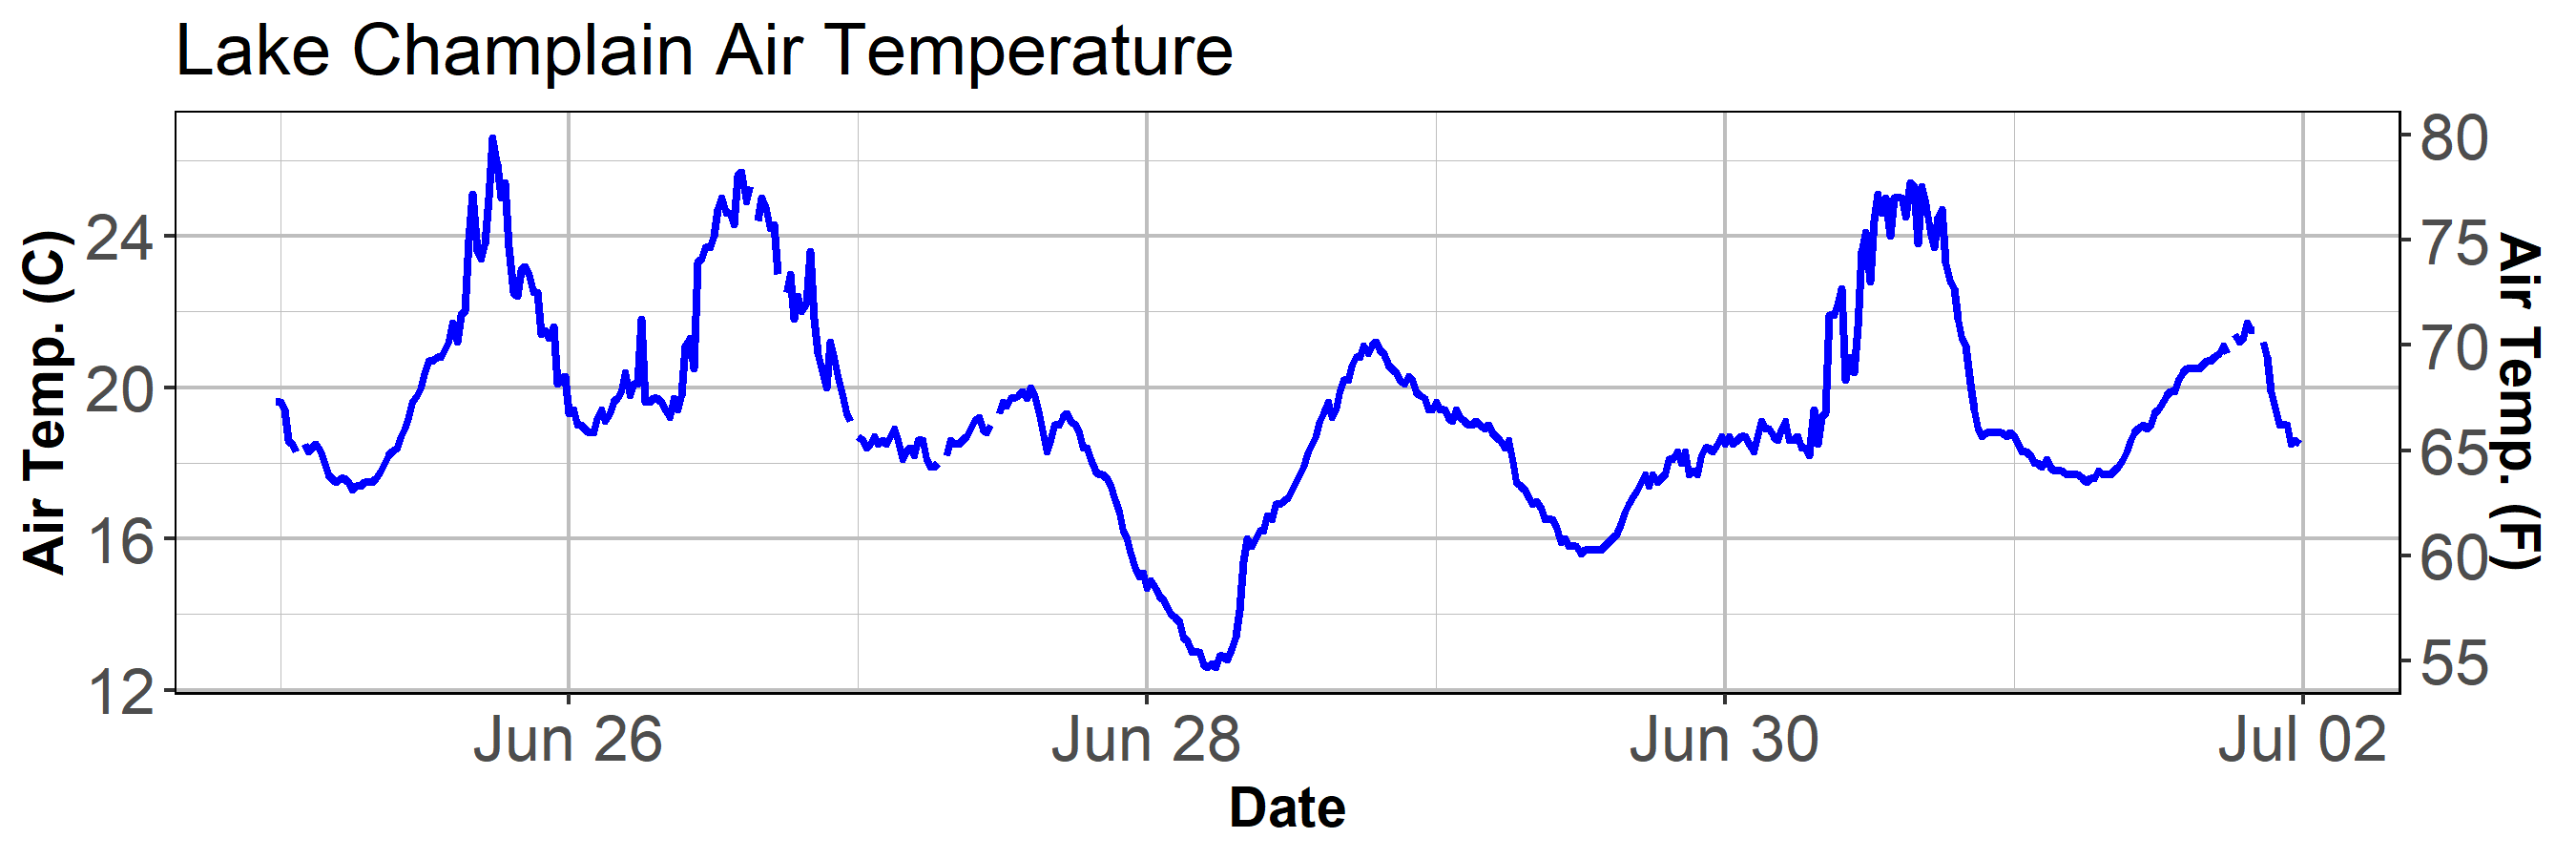 Lake Champlain Air Temperature
Air Temp. (C)
24
20
16
12
80
75
70
65
60
55
Air Temp. (F)
Jun 26
Jun 28
Jun 30
Jul 02
Date